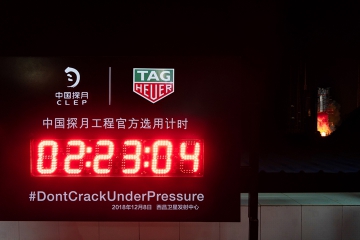 中国探月
CLEP
TAG
HEUER
中国探月工程官方选用计时
02:23:04
#DontCrackUnderPressure
2018年12月8日 西昌卫星发射中心